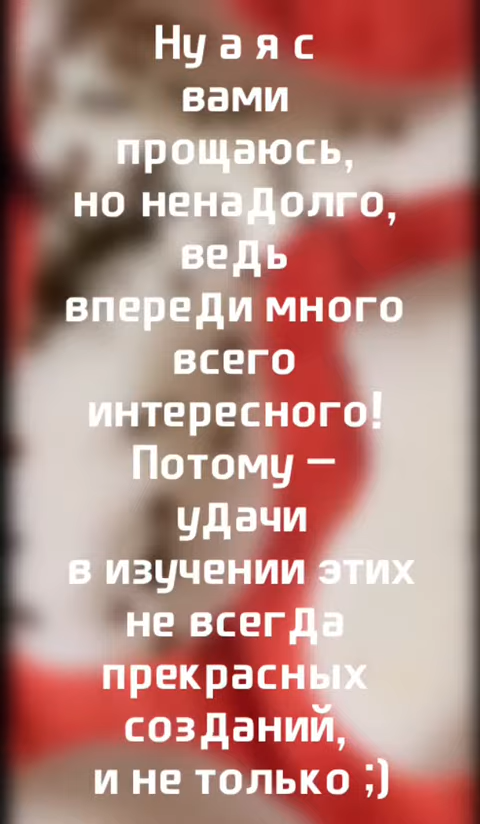 Ну а я с
вами
прощаюсь,
но ненадолго,
ведь
впереди много
всего
интересного!
Потому —
удачи
в изучении этих
не всегда
прекрасных
созданий,
и не только ;)